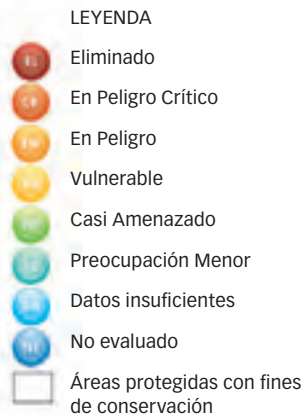 LEYENDA
Eliminado
En Peligro Crítico
En Peligro
Vulnerable
Casi Amenazado
Preocupación Menor
Datos insuficientes
No evaluado
Áreas protegidas con fines
de conservación